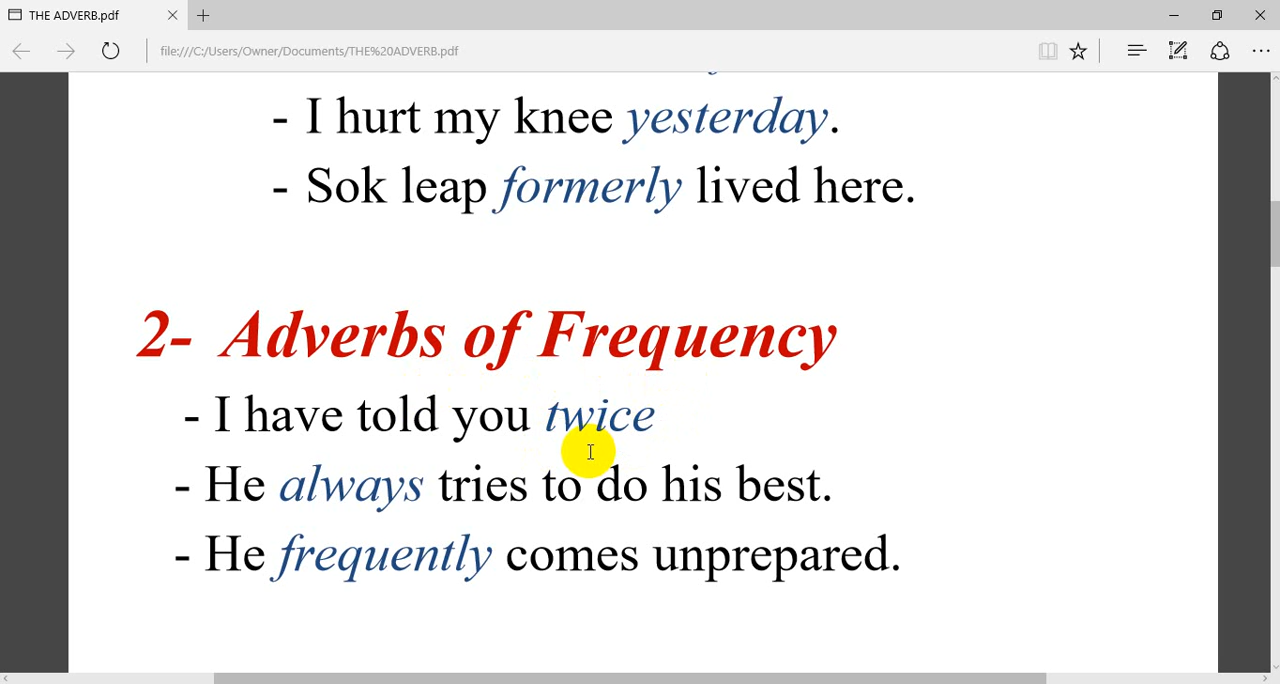 THE ADVERB.pdf
file:///C:/Users/Owner/Documents/THE%20ADVERB.pdf
- I hurt my knee yesterday.
- Sok leap formerly lived here.
2- Adverbs of Frequency
- I have told you twice
- He always tries to do his best.
- He frequently comes unprepared.